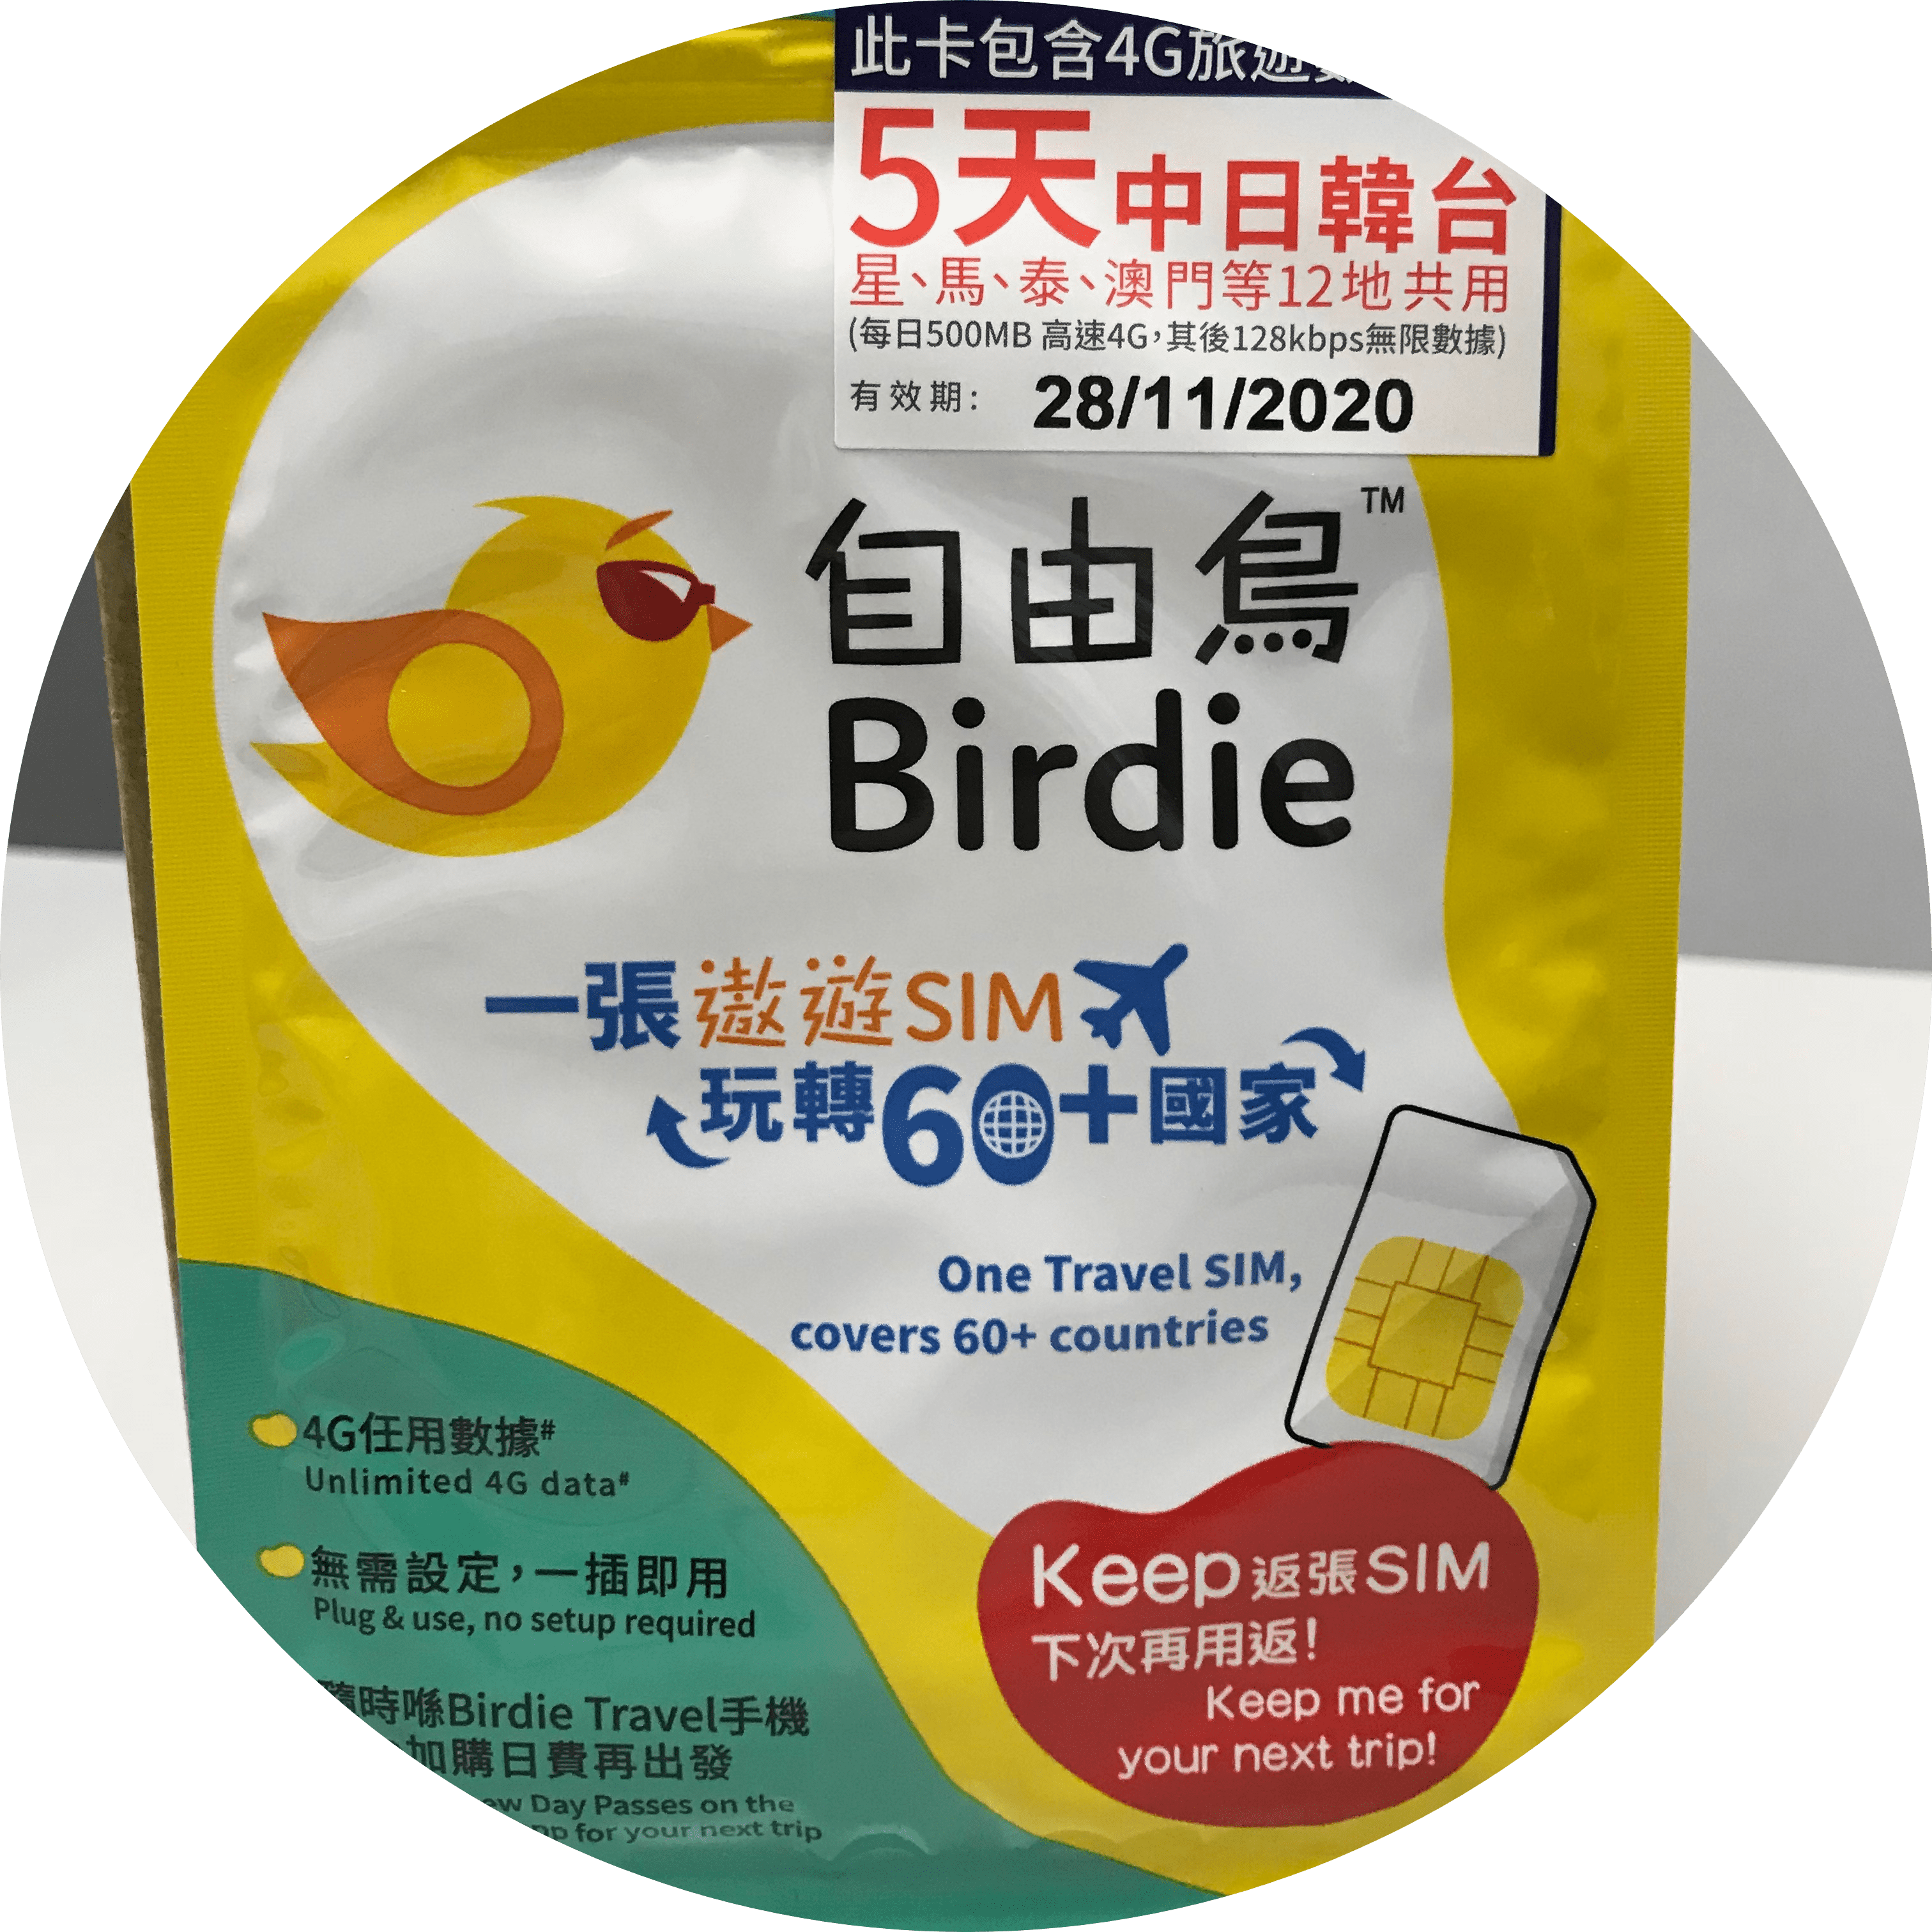 此卡包含4G旅遊數
5天中日韓台
星、馬、泰、澳門等12地共用
(每日500MB 高速4G,其後128kbps無限數據)
有效期: 28/11/2020
自由鳥™
Birdie
一張遨遊SIM
玩轉60+國家
One Travel SIM,
covers 60+ countries
4G任用數據#
Unlimited 4G data#
無需設定,一插即用
Plug & use, no setup required
隨時喺Birdie Travel手機
加購日費再出發
Day Passes on the
for your next trip
Keep返張SIM
下次再用返!
Keep me for
your next trip!